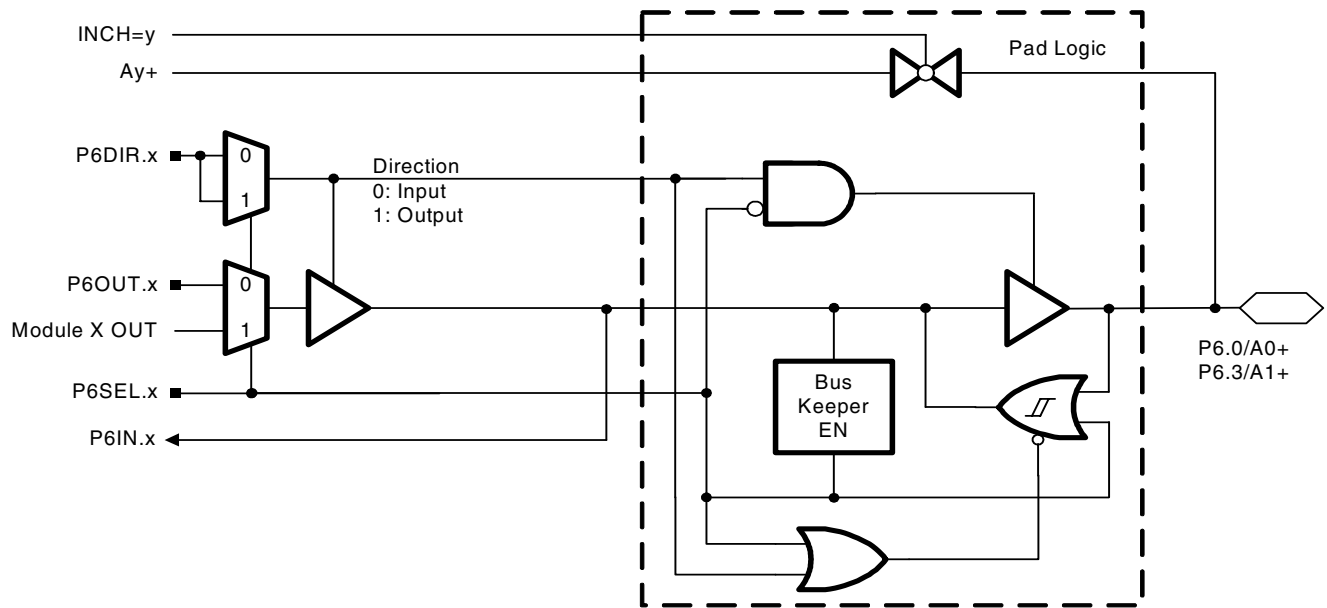 INCH=y
Pad Logic
Ay+
P6DIR.x
0
1
Direction
0: Input
1: Output
P6OUT.x
0
Module X OUT
1
P6.0/A0+
P6.3/A1+
P6SEL.x
Bus
Keeper
EN
P6IN.x